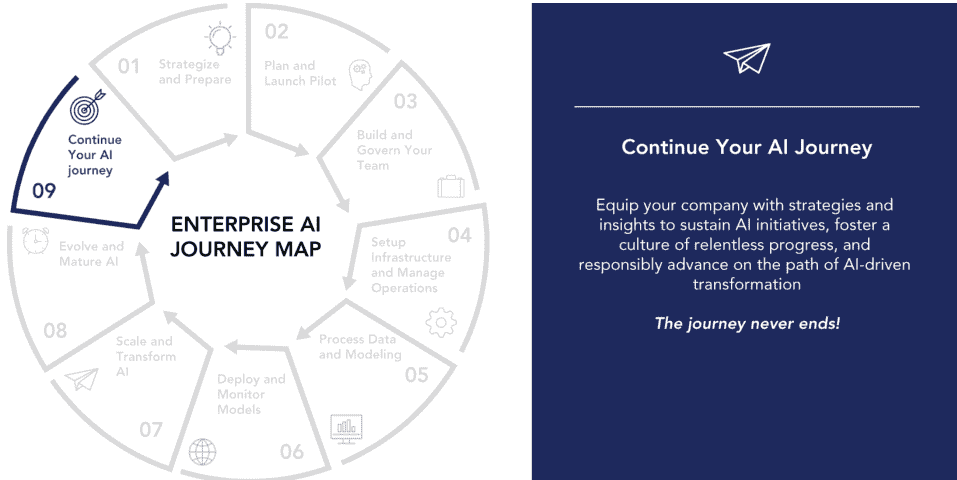 01
Strategize
and Prepare
02
Plan and
Launch Pilot
03
Build and
Govern Your
Team
04
Setup
Infrastructure
and Manage
Operations
Process Data
and Modeling
05
Deploy and
Monitor
Models
06
Scale and
Transform
AI
07
Evolve and
Mature AI
08
Continue
Your AI
journey
09
ENTERPRISE AI
JOURNEY MAP
Continue Your AI Journey
Equip your company with strategies and
insights to sustain AI initiatives, foster a
culture of relentless progress, and
responsibly advance on the path of AI-driven
transformation
The journey never ends!